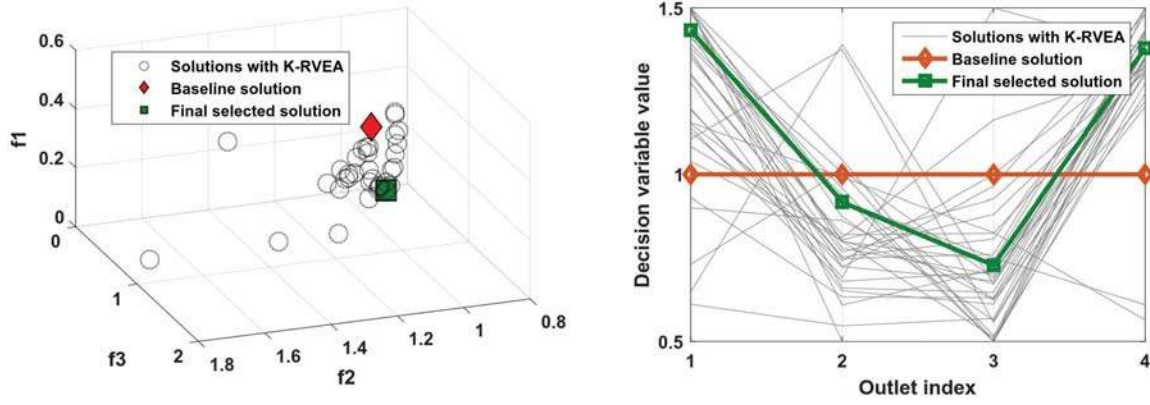 0.6
0.4
0.2
0
f1
Solutions with K-RVEA
Baseline solution
Final selected solution
0
1
2
f3
1.8
1.6
1.4
1.2
1
0.8
f2
1.5
1
0.5
Decision variable value
Solutions with K-RVEA
Baseline solution
Final selected solution
1
2
3
4
Outlet index